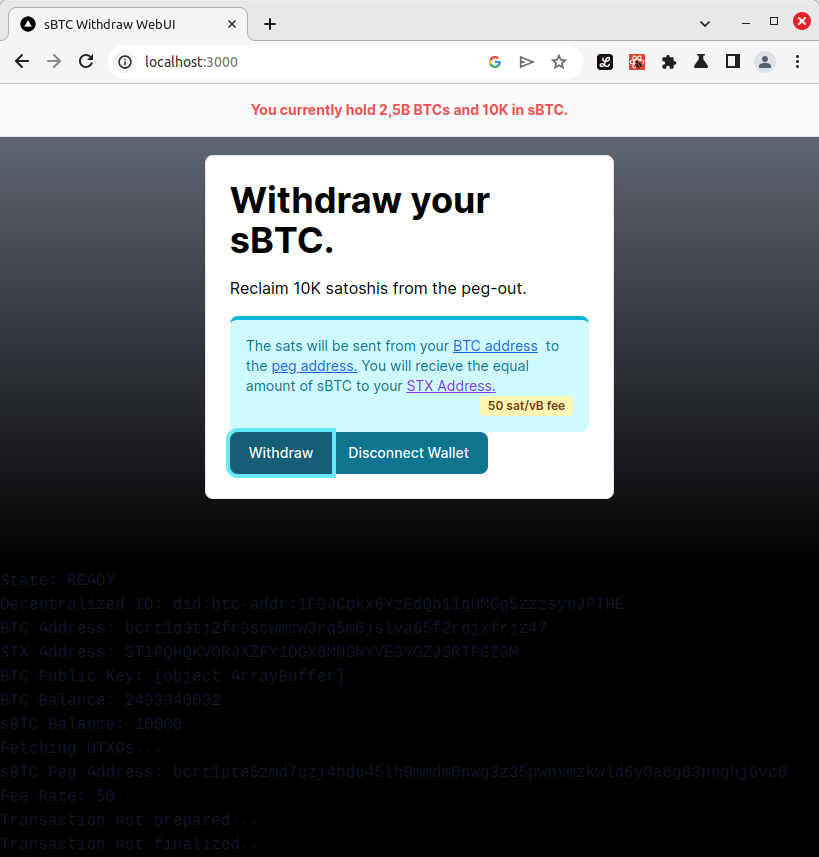 sBTC Withdraw WebUI
localhost:3000
You currently hold 2,5B BTCs and 10K in sBTC.
Withdraw your
sBTC.
Reclaim 10K satoshis from the peg-out.
The sats will be sent from your BTC address to
the peg address. You will recieve the equal
amount of sBTC to your STX Address.
50 sat/vB fee
Withdraw Disconnect Wallet
State: READY
Decentralized ID: did:btc-addr:1FGJCpkx6YzEdQb11gUMGg5zzzsynJPTHE
BTC Address: bcrt1q3tj2fr9scwmcw3rq5m6jslva65f2rqjxfrjz47
STX Address: ST1PQHQKV0RJXZFY1DGX8MNSNYVE3VGZJSRTPGZGM
BTC Public Key: [object ArrayBuffer]
BTC Balance: 2499940092
sBTC Balance: 10000
Fetching UTXOs...
sBTC Peg Address: bcrt1pte5zmd7qzj4hdu45lh9mmdm0nwq3z35pwnxmzkwld6y0a8g83nnqhj6vc0
Fee Rate: 50
Transaction not prepared...
Transaction not finalized...